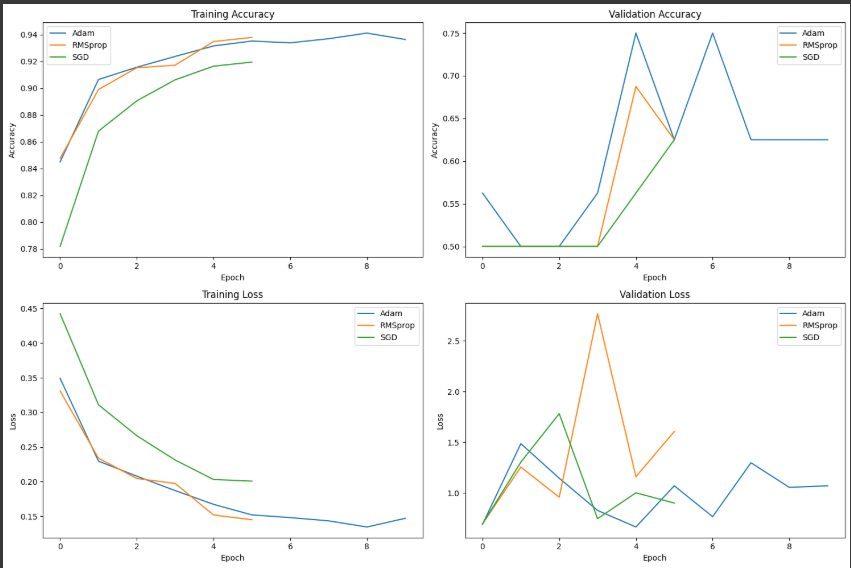 Training Accuracy
Adam
RMSprop
SGD
0.94
0.92
0.90
0.88
0.86
0.84
0.82
0.80
0.78
Accuracy
0 2 4 6 8
Epoch
Validation Accuracy
Adam
RMSprop
SGD
0.75
0.70
0.65
0.60
0.55
0.50
Accuracy
0 2 4 6 8
Epoch
Training Loss
Adam
RMSprop
SGD
0.45
0.40
0.35
0.30
0.25
0.20
0.15
Loss
0 2 4 6 8
Epoch
Validation Loss
Adam
RMSprop
SGD
2.5
2.0
1.5
1.0
Loss
0 2 4 6 8
Epoch